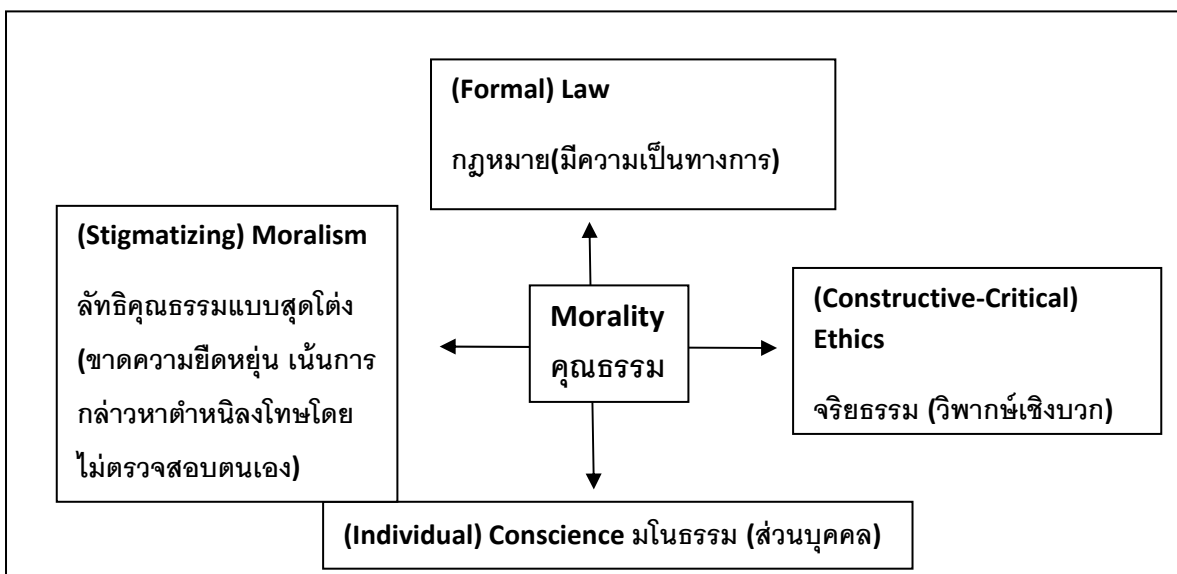 (Formal) Law
กฎหมาย(มีความเป็นทางการ)
(Stigmatizing) Moralism
ลัทธิคุณธรรมแบบสุดโต่ง
(ขาดความยืดหยุ่น เน้นการ
กล่าวหาตำหนิลงโทษโดย
ไม่ตรวจสอบตนเอง)
Morality
คุณธรรม
(Constructive-Critical)
Ethics
จริยธรรม (วิพากษ์เชิงบวก)
(Individual) Conscience มโนธรรม (ส่วนบุคคล)